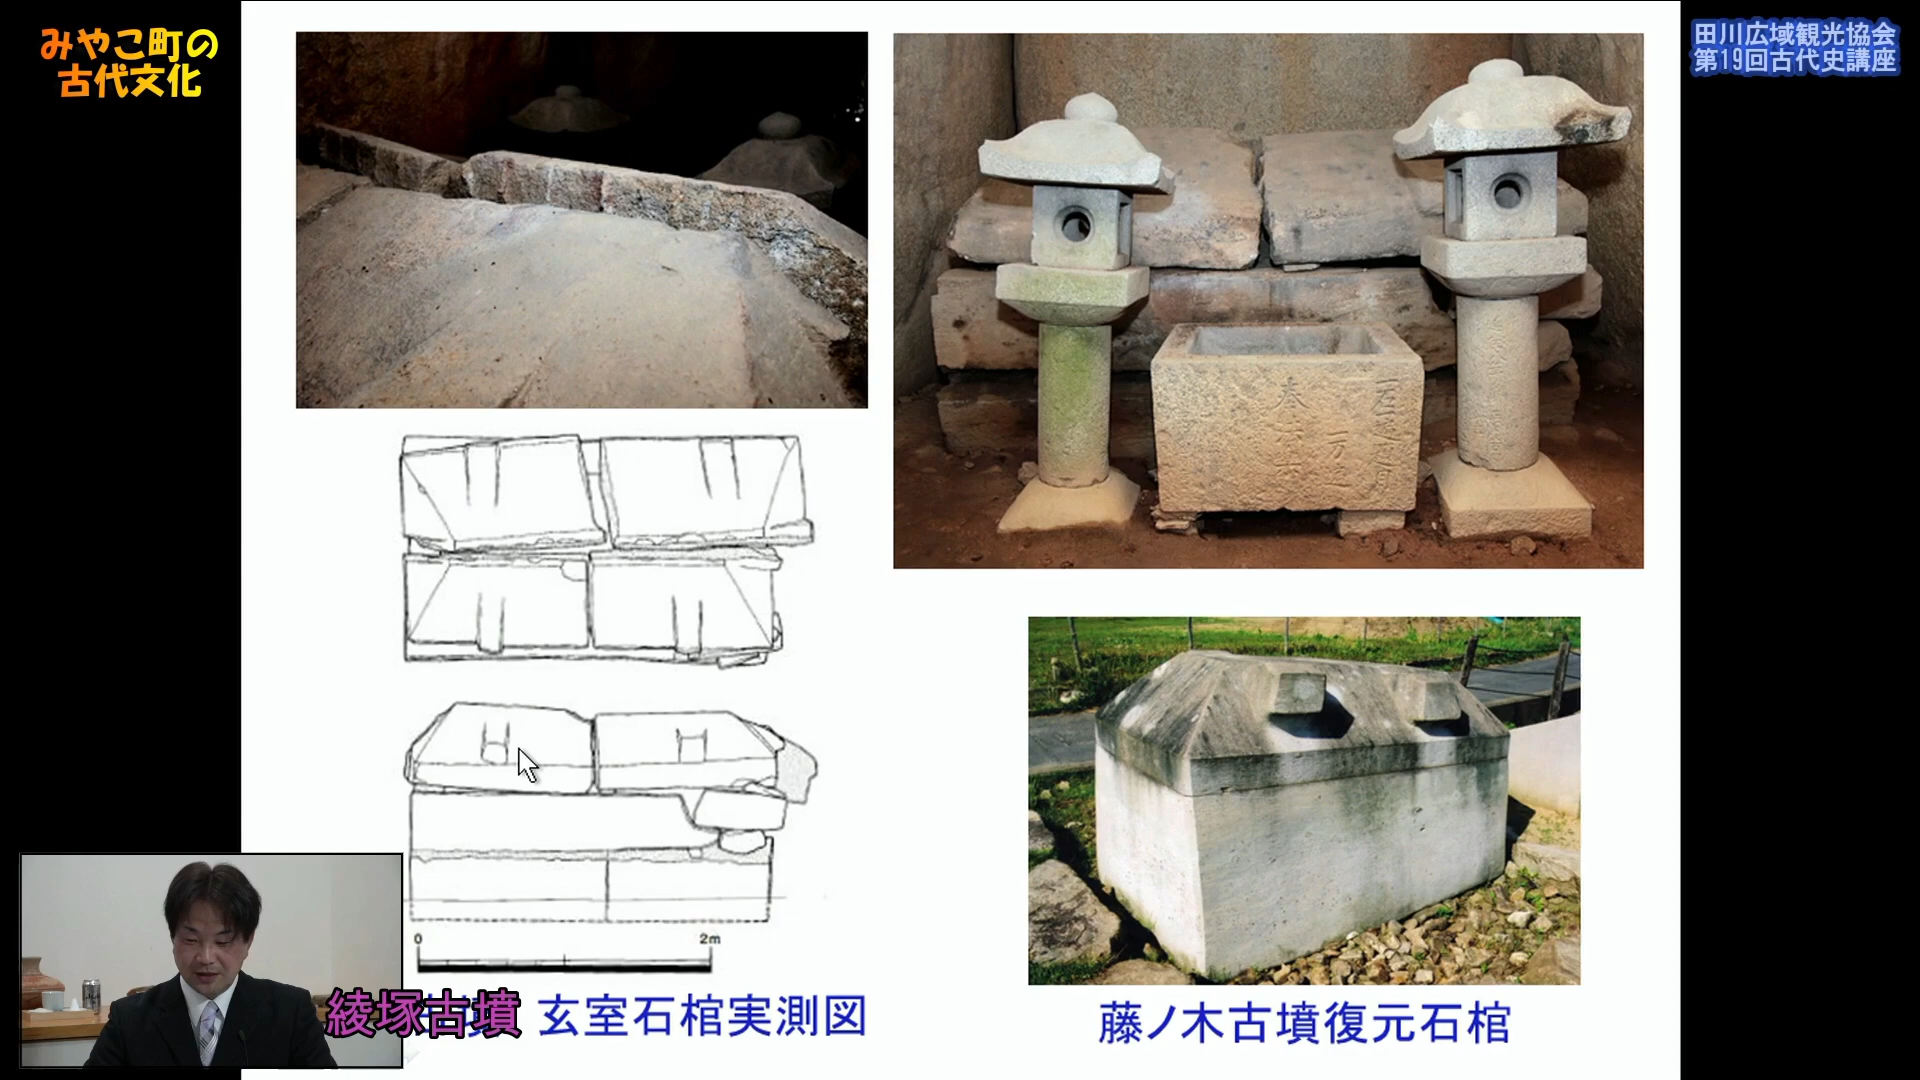 みやこ町の
古代文化
田川広域観光協会
第19回古代史講座
奉
0 2m
綾塚古墳 玄室石棺実測図
藤ノ木古墳復元石棺